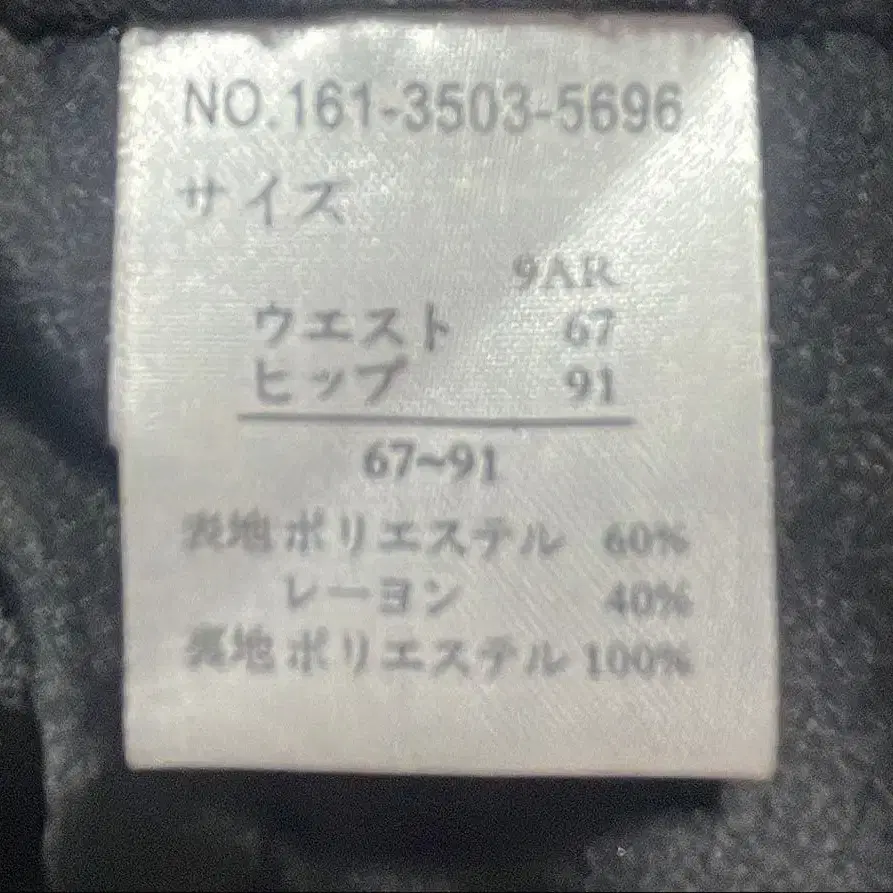 NO.161-3503-5696
サイズ
9AR
ウエスト 67
ヒップ 91
67~91
表地 ポリエステル 60%
レーヨン 40%
裏地 ポリエステル 100%